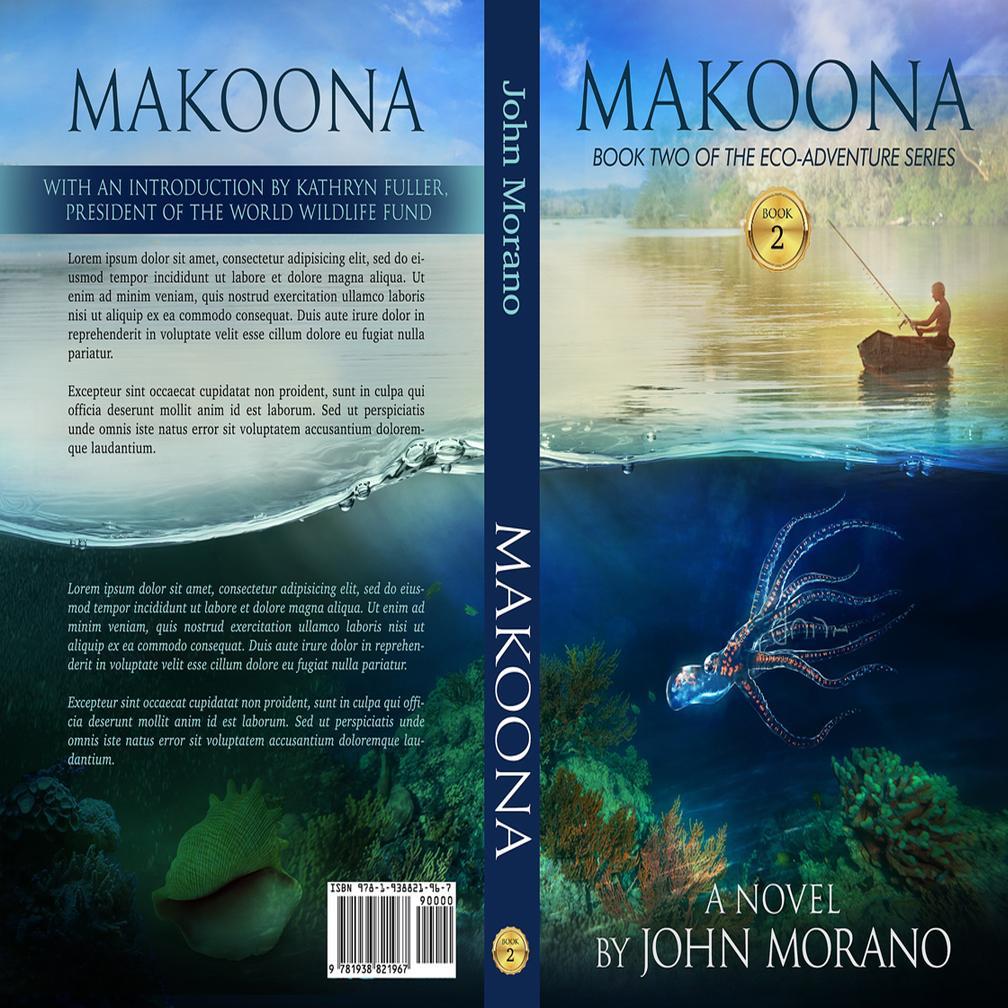 MAKOONA
WITH AN INTRODUCTION BY KATHRYN FULLER,
PRESIDENT OF THE WORLD WILDLIFE FUND
Lorem ipsum dolor sit amet, consectetur adipisicing elit, sed do ei-
usmod tempor incididunt ut labore et dolore magna aliqua. Ut
enim ad minim veniam, quis nostrud exercitation ullamco laboris
nisi ut aliquip ex ea commodo consequat. Duis aute irure dolor in
reprehenderit in voluptate velit esse cillum dolore eu fugiat nulla
pariatur.
Excepteur sint occaecat cupidatat non proident, sunt in culpa qui
officia deserunt mollit anim id est laborum. Sed ut perspiciatis
unde omnis iste natus error sit voluptatem accusantium dolorem-
que laudantium.
Lorem ipsum dolor sit amet, consectetur adipisicing elit, sed do eius-
mod tempor incididunt ut labore et dolore magna aliqua. Ut enim ad
minim veniam, quis nostrud exercitation ullamco laboris nisi ut
aliquip ex ea commodo consequat. Duis aute irure dolor in reprehen-
derit in voluptate velit esse cillum dolore eu fugiat nulla pariatur.
Excepteur sint occaecat cupidatat non proident, sunt in culpa qui offi-
cia deserunt mollit anim id est laborum. Sed ut perspiciatis unde
omnis iste natus error sit voluptatem accusantium doloremque lau-
dantium.
ISBN 978-1-938821-96-7
90000
9 781938 821967
John Morano
MAKOONA
BOOK
2
MAKOONA
BOOK TWO OF THE ECO-ADVENTURE SERIES
BOOK
2
A NOVEL
BY JOHN MORANO